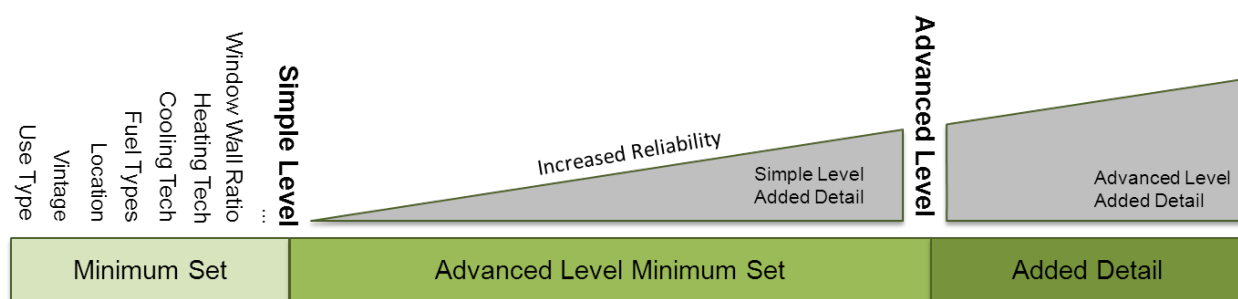 Use Type
Vintage
Location
Fuel Types
Cooling Tech
Heating Tech
Window Wall Ratio
...
Simple Level
Increased Reliability
Simple Level
Added Detail
Advanced Level
Advanced Level
Added Detail
Minimum Set
Advanced Level Minimum Set
Added Detail